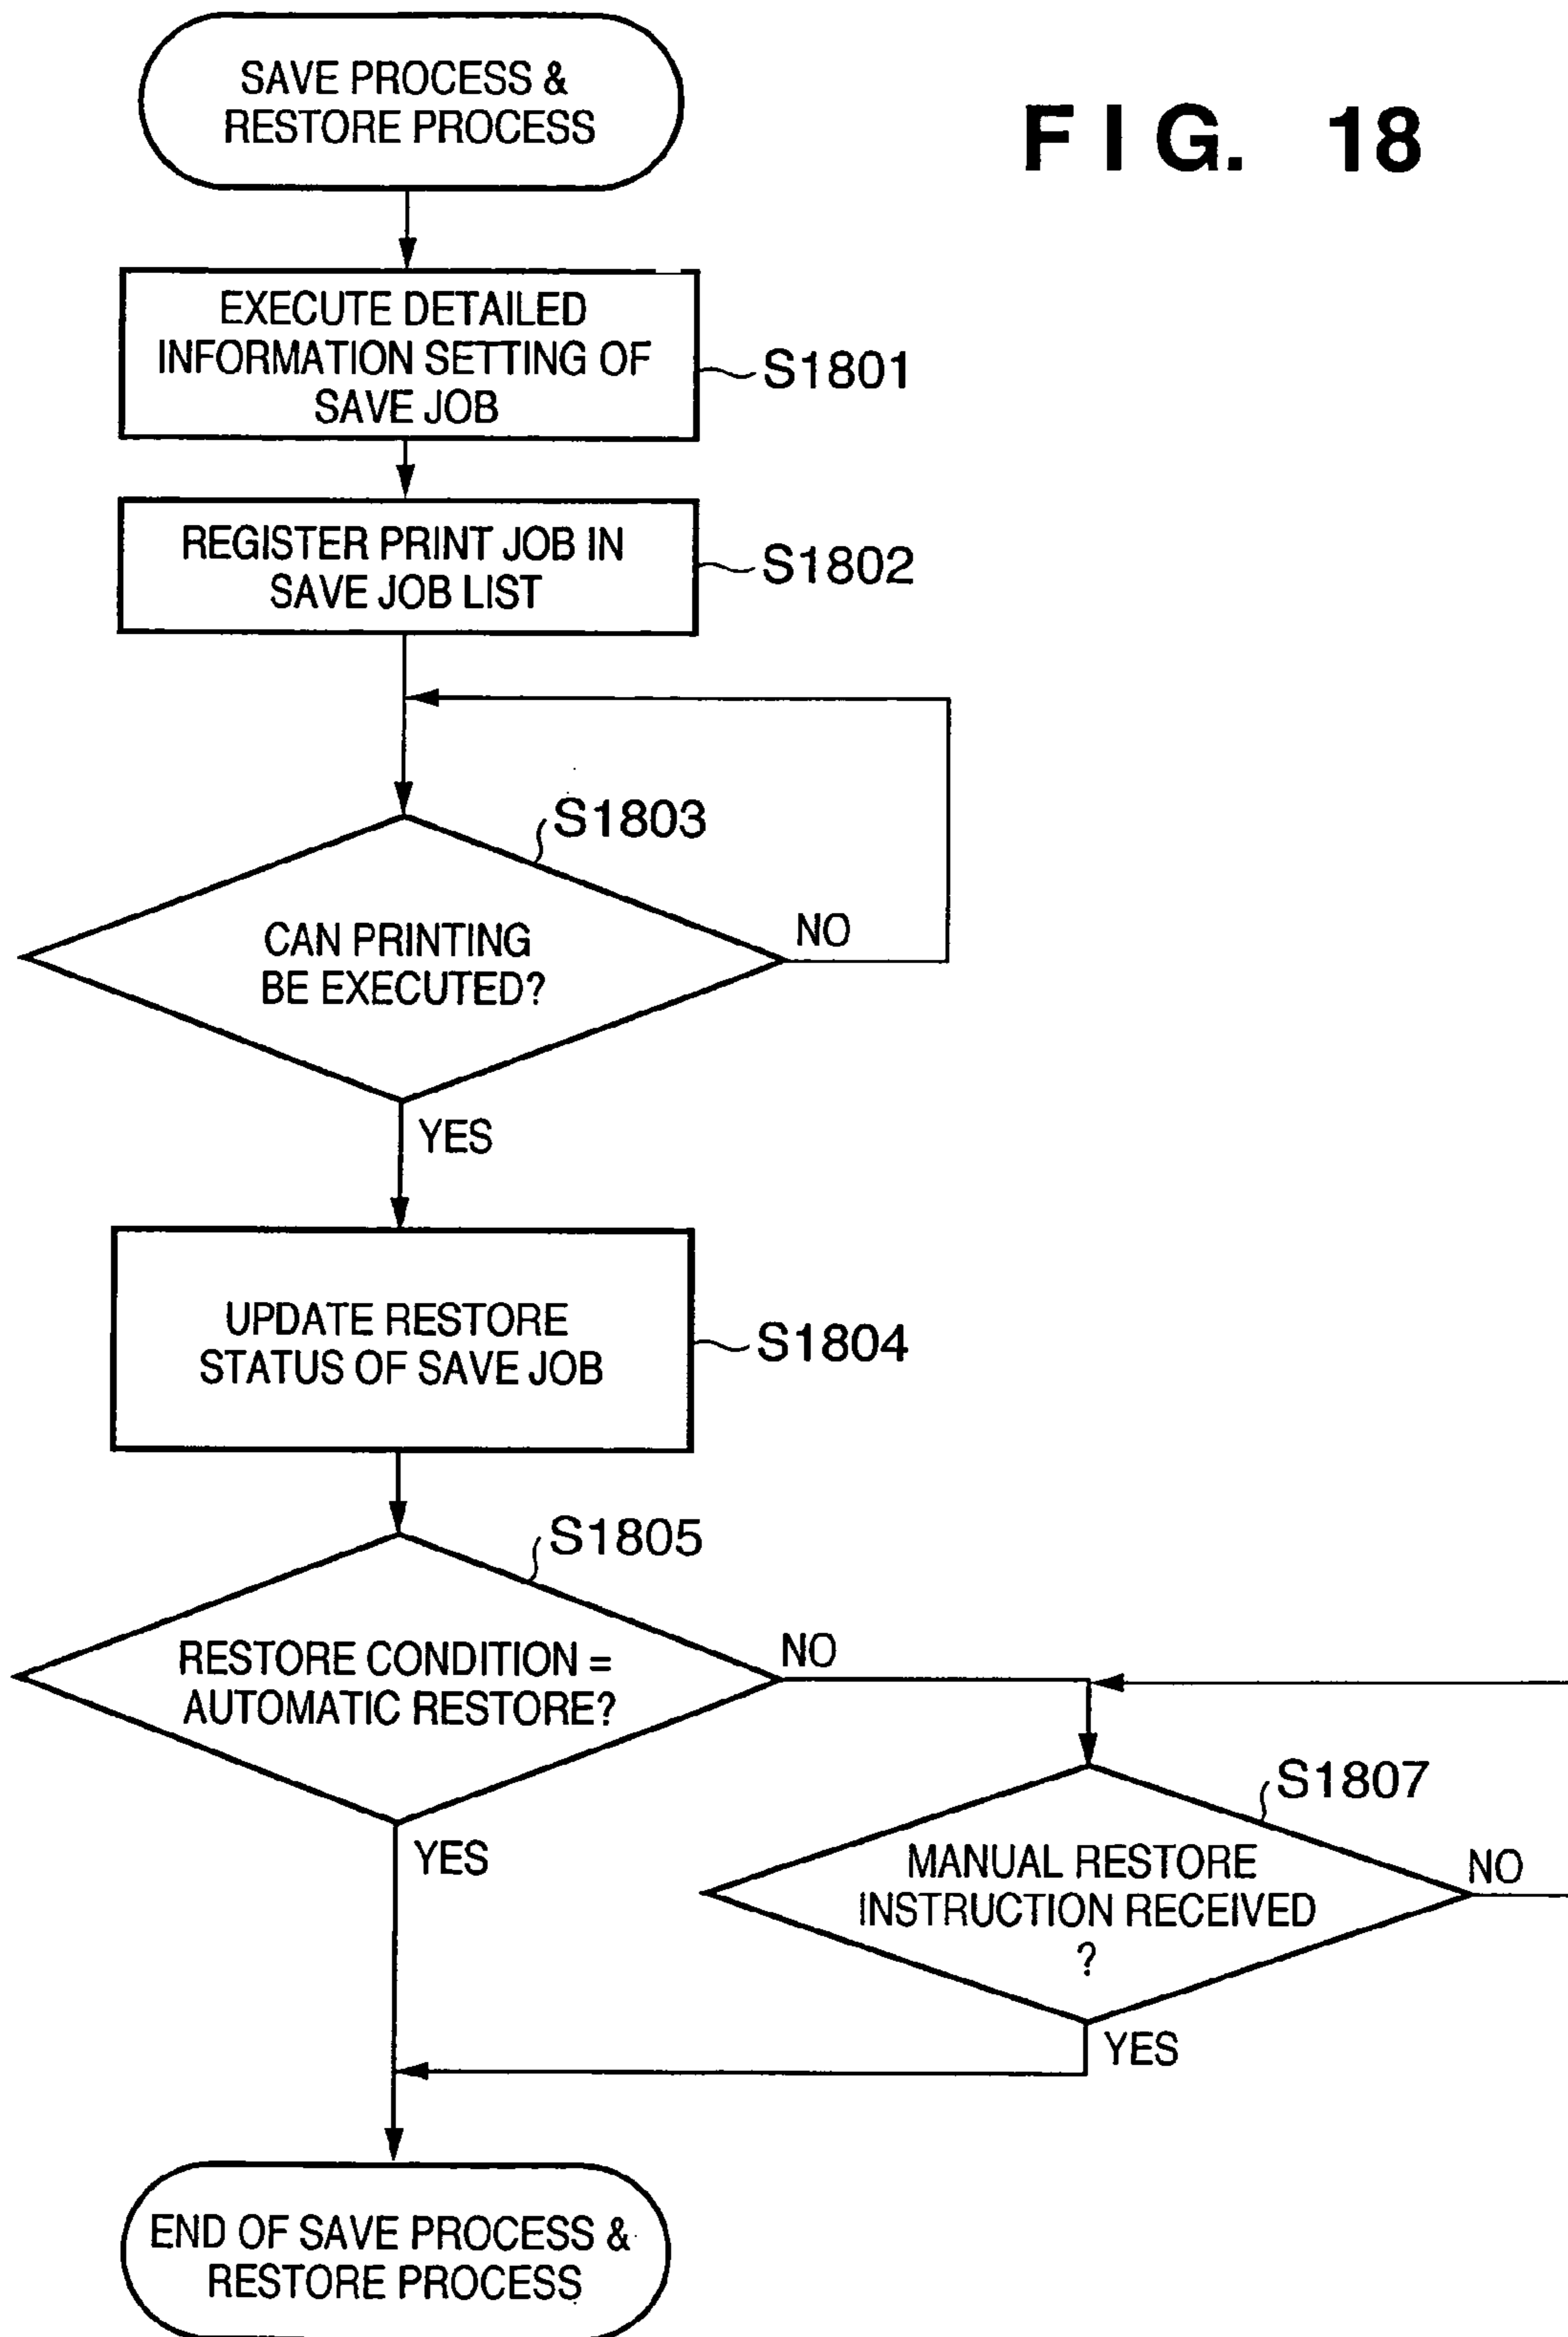 FIG. 18
SAVE PROCESS &
RESTORE PROCESS
EXECUTE DETAILED
INFORMATION SETTING OF
SAVE JOB
S1801
REGISTER PRINT JOB IN
SAVE JOB LIST
S1802
S1803
CAN PRINTING
BE EXECUTED?
NO
YES
UPDATE RESTORE
STATUS OF SAVE JOB
S1804
S1805
RESTORE CONDITION =
AUTOMATIC RESTORE?
NO
YES
S1807
MANUAL RESTORE
INSTRUCTION RECEIVED
?
NO
YES
END OF SAVE PROCESS &
RESTORE PROCESS